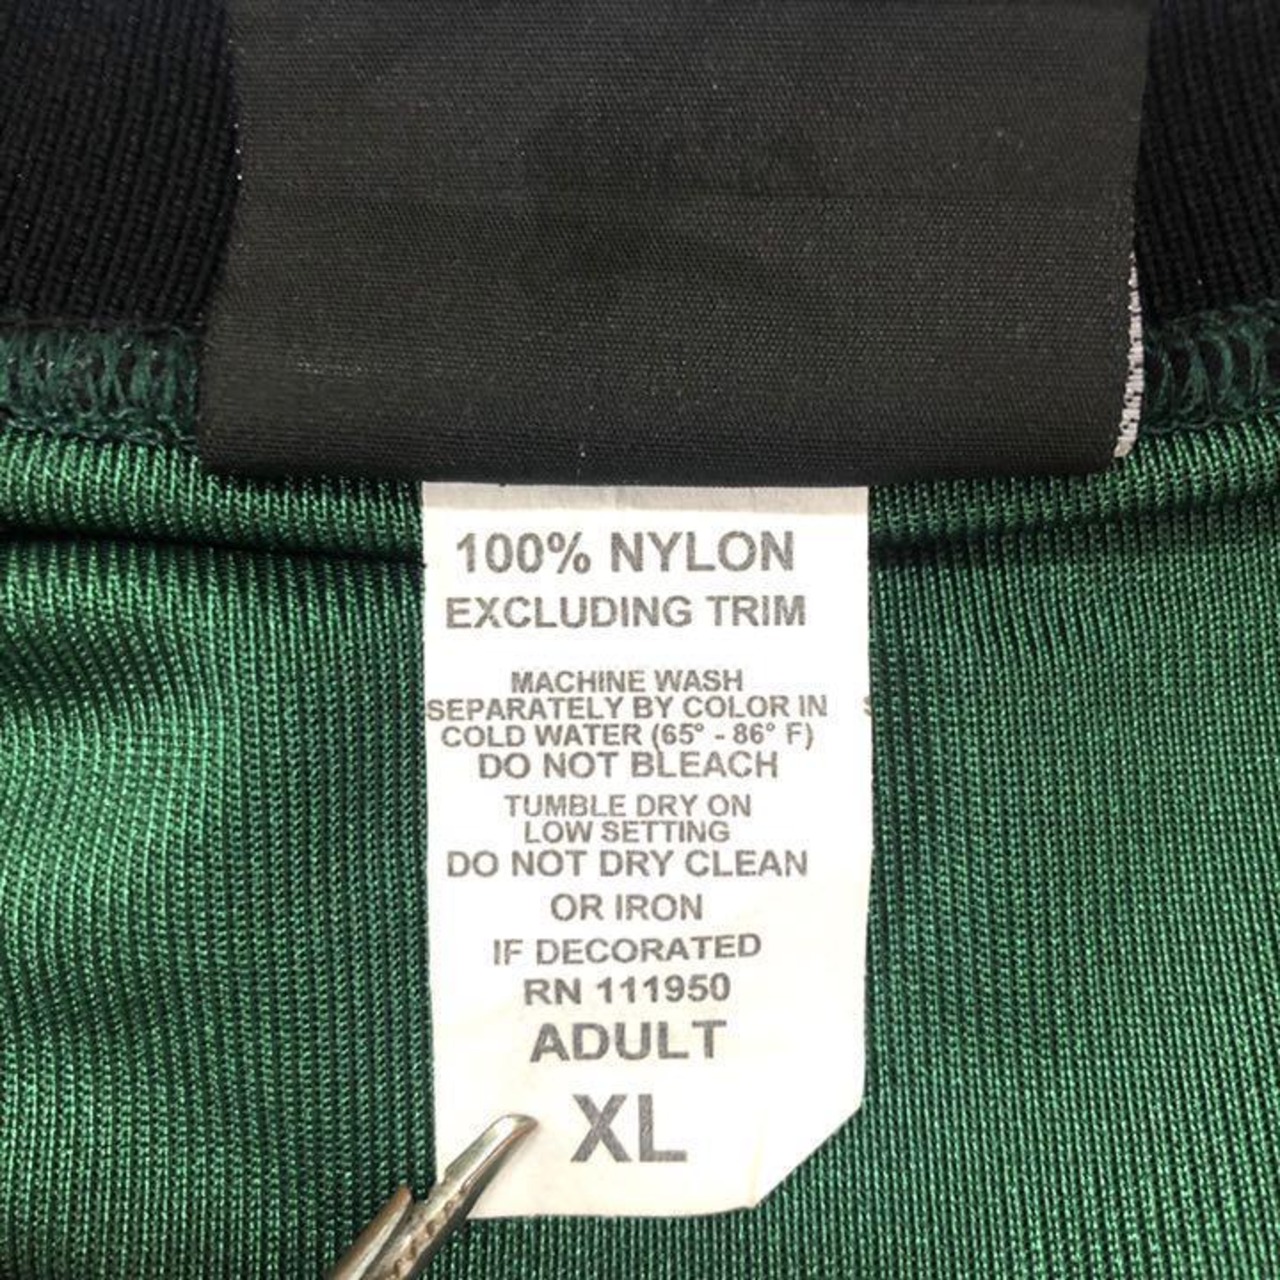 100% NYLON
EXCLUDING TRIM
MACHINE WASH
SEPARATELY BY COLOR IN
COLD WATER (65° - 86° F)
DO NOT BLEACH
TUMBLE DRY ON
LOW SETTING
DO NOT DRY CLEAN
OR IRON
IF DECORATED
RN 111950
ADULT
XL